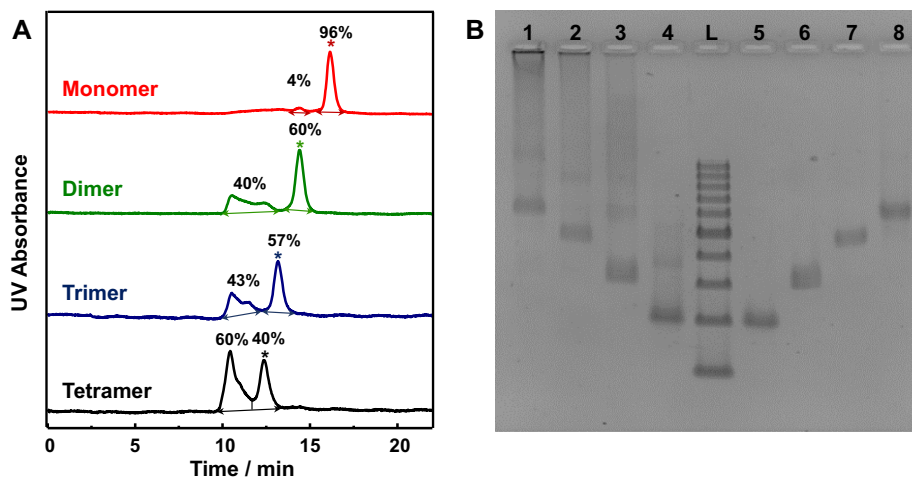 A
Monomer
4%
96%
*
Dimer
40%
60%
*
Trimer
43%
57%
*
Tetramer
60%
40%
*
UV Absorbance
0 5 10 15 20
Time / min
B
1 2 3 4 L 5 6 7 8